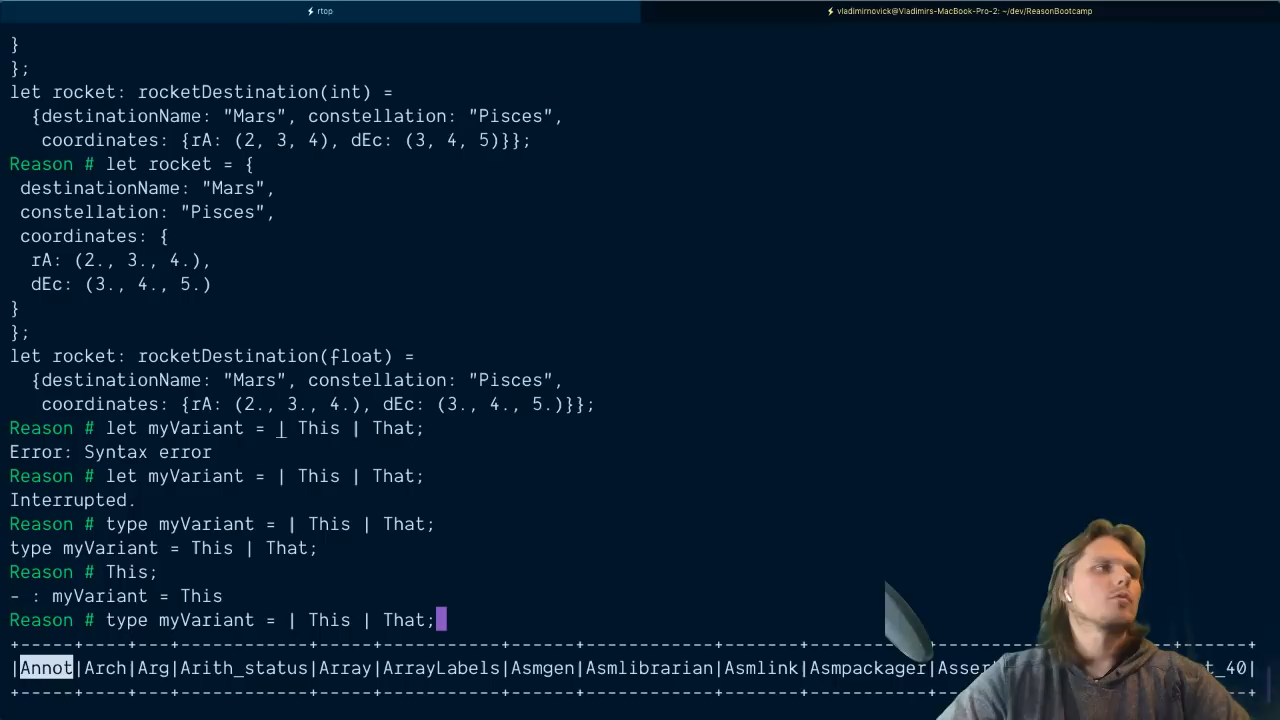 ⚡ rtop
⚡ vladimirnovick@Vladimirs-MacBook-Pro-2: ~/dev/ReasonBootcamp
}
};
let rocket: rocketDestination(int) =
  {destinationName: "Mars", constellation: "Pisces",
   coordinates: {rA: (2, 3, 4), dEc: (3, 4, 5)}};
Reason # let rocket = {
 destinationName: "Mars",
 constellation: "Pisces",
 coordinates: {
  rA: (2., 3., 4.),
  dEc: (3., 4., 5.)
}
};
let rocket: rocketDestination(float) =
  {destinationName: "Mars", constellation: "Pisces",
   coordinates: {rA: (2., 3., 4.), dEc: (3., 4., 5.)}};
Reason # let myVariant = | This | That;
Error: Syntax error
Reason # let myVariant = | This | That;
Interrupted.
Reason # type myVariant = | This | That;
type myVariant = This | That;
Reason # This;
- : myVariant = This
Reason # type myVariant = | This | That;
|Annot|Arch|Arg|Arith_status|Array|ArrayLabels|Asmgen|Asmlibrarian|Asmlink|Asmpackager|